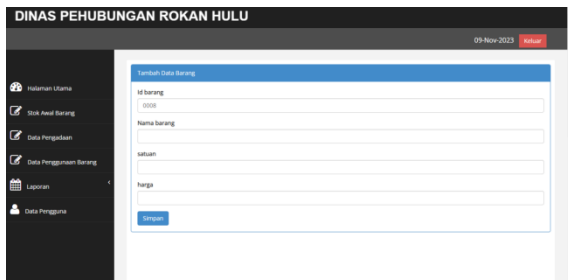 DINAS PEHUBUNGAN ROKAN HULU
09-Nov-2023 Keluar
Halaman Utama
Stok Awal Barang
Data Pengadaan
Data Penggunaan Barang
Laporan
Data Pengguna
Tambah Data Barang
Id barang
0008
Nama barang
satuan
harga
Simpan